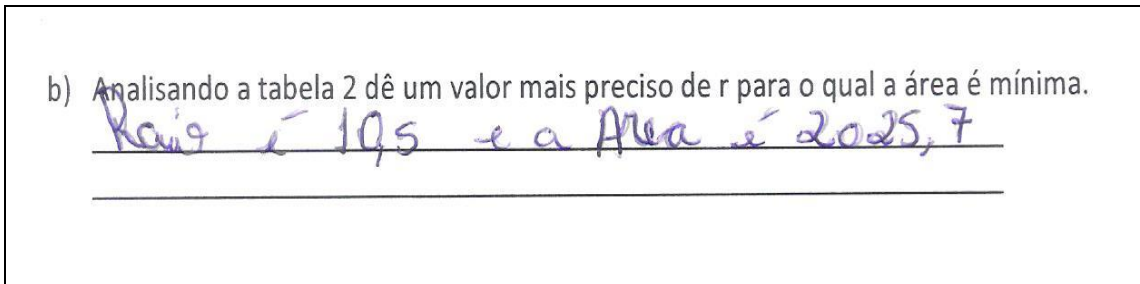 b) Analisando a tabela 2 dê um valor mais preciso de r para o qual a área é mínima.
Raio é 10,5 e a Area é 2025,7